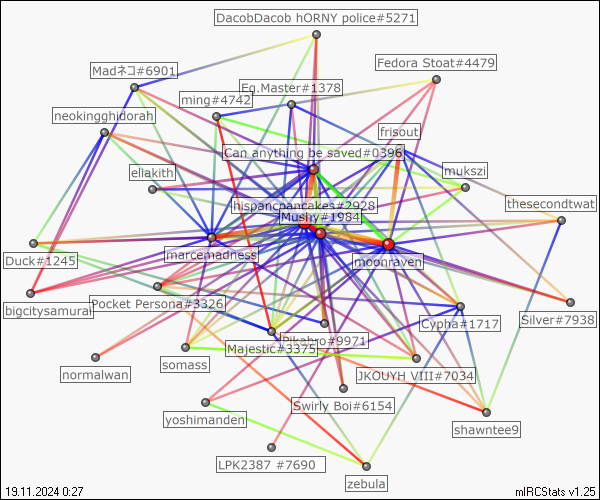 DacobDacob hORNY police#5271
Fedora Stoat#4479
Madネコ#6901
Eg.Master#1378
ming#4742
neokingghidorah
frisout
Can anything be saved#0396
eliakith
mukszi
hispancpancakes#2928
thesecondtwat
Mushy#1984
marcemadness
moonraven
Duck#1245
bigcitysamurai
Pocket Persona#3326
Silver#7938
Cypha#1717
Pikahro#9971
Majestic#3375
somass
normalwan
JKOUYH VIII#7034
Swirly Boi#6154
yoshimanden
shawntee9
LPK2387 #7690
zebula
19.11.2024 0:27
mIRCStats v1.25